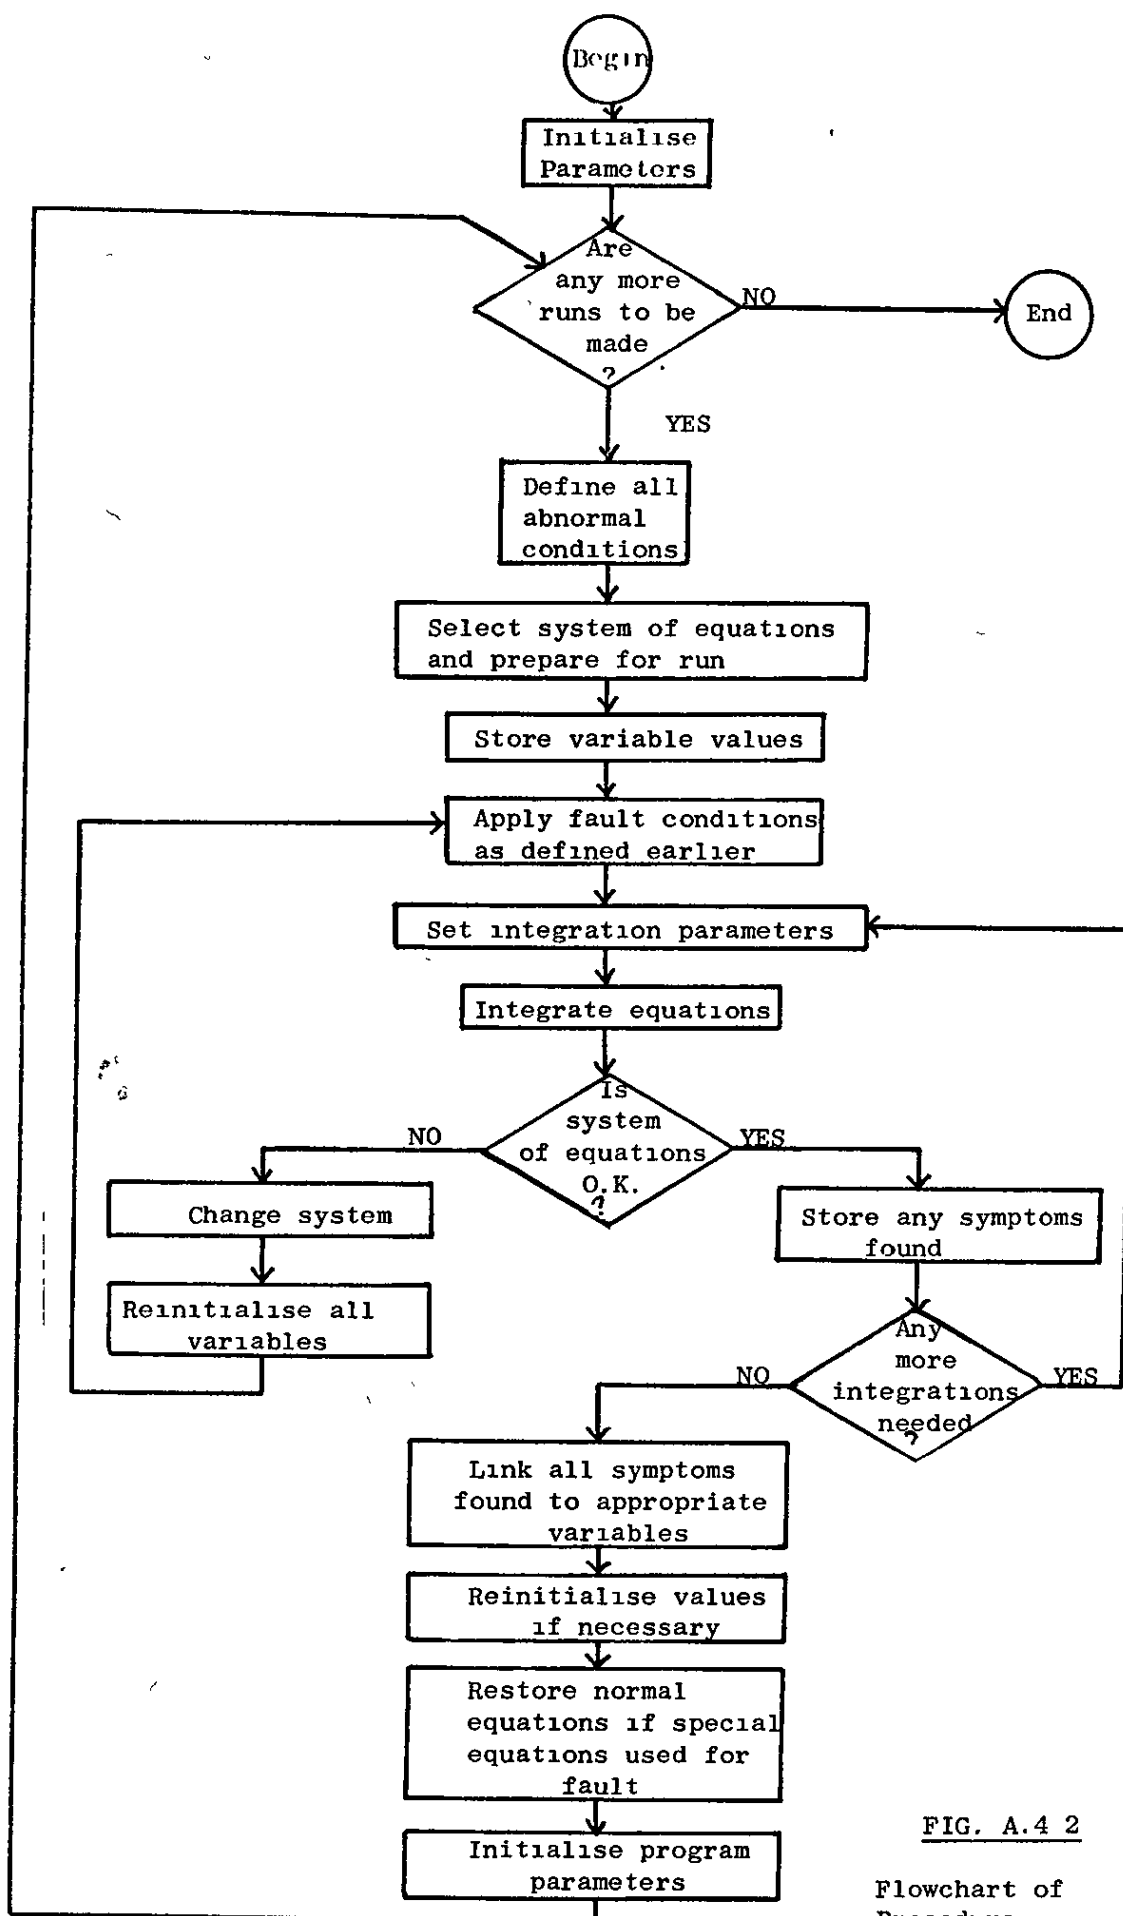 Begin
Initialise
Parameters
Are
any more
runs to be
made
?
NO
End
YES
Define all
abnormal
conditions
Select system of equations
and prepare for run
Store variable values
Apply fault conditions
as defined earlier
Set integration parameters
Integrate equations
Is
system
of equations
O.K.
?
NO
YES
Change system
Store any symptoms
found
Reinitialise all
variables
Any
more
integrations
needed
?
NO
YES
Link all symptoms
found to appropriate
variables
Reinitialise values
if necessary
Restore normal
equations if special
equations used for
fault
Initialise program
parameters
FIG. A.4 2
Flowchart of